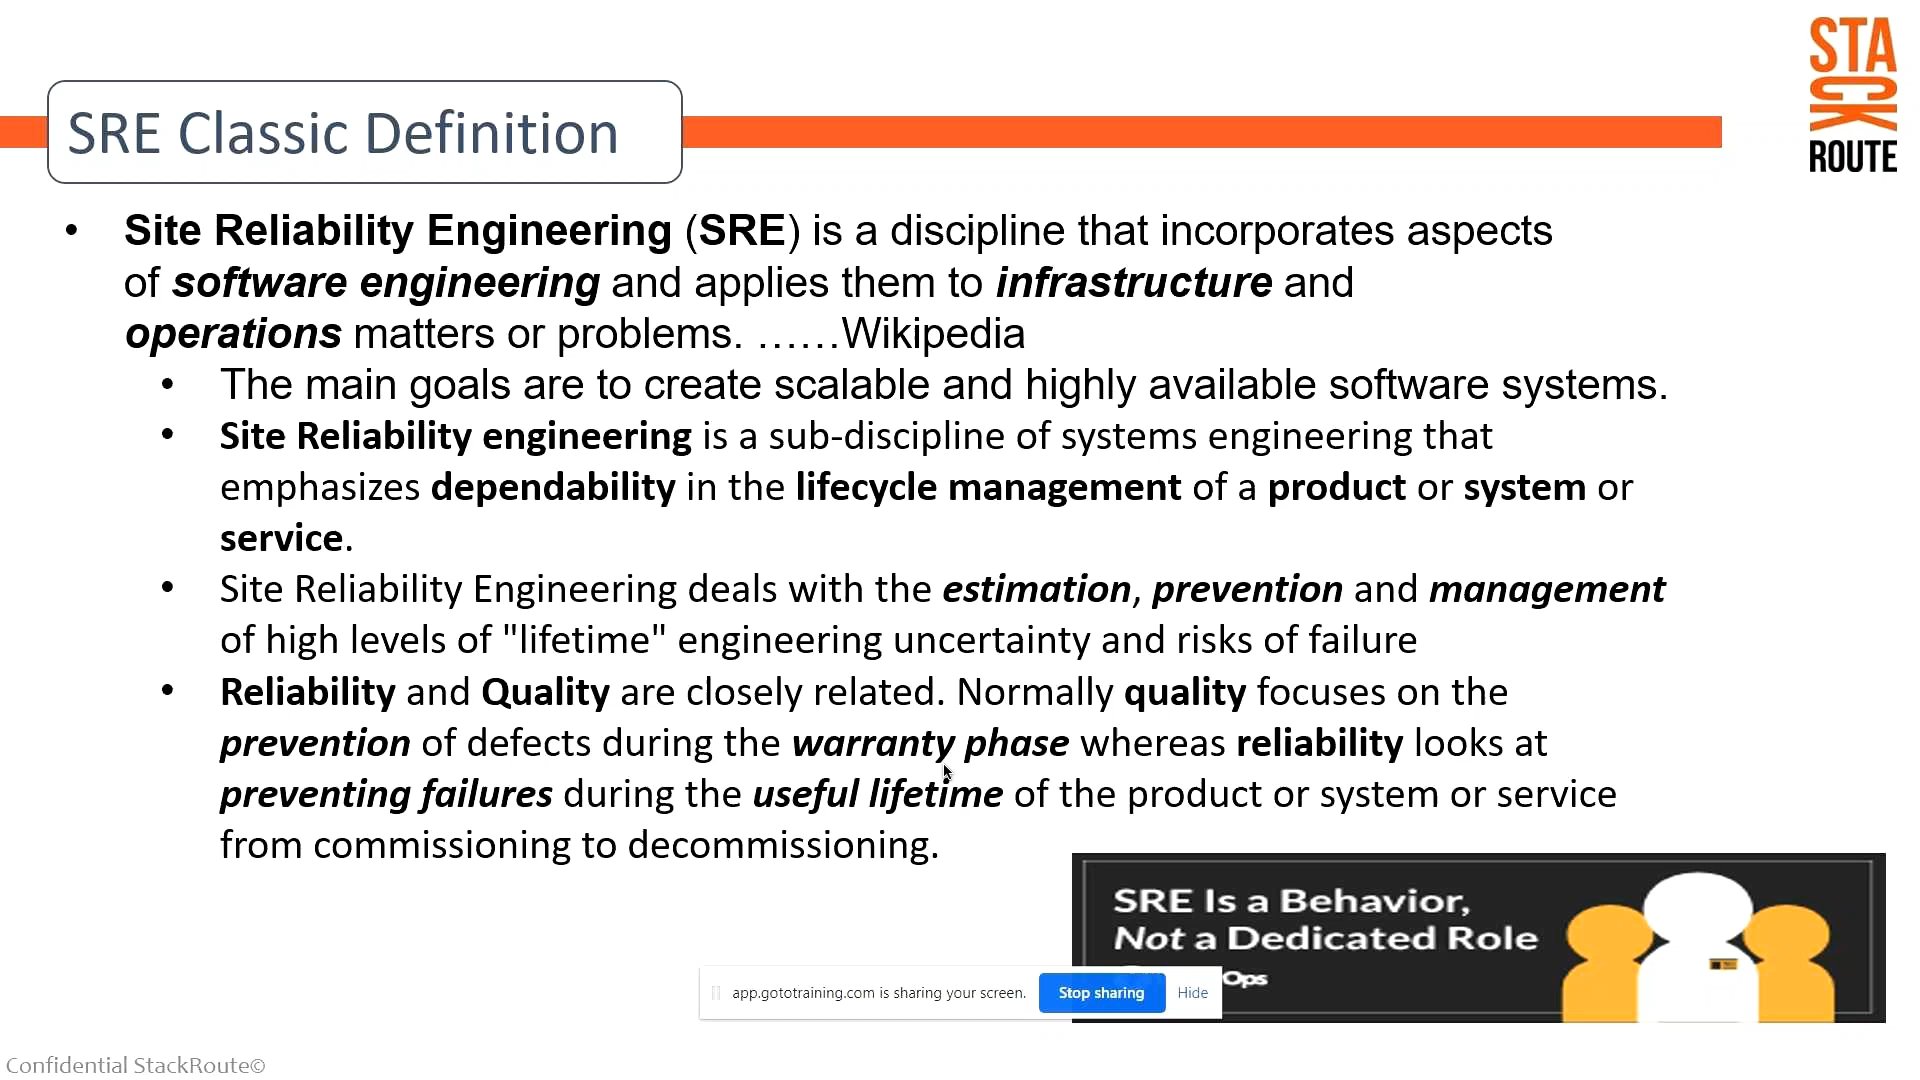 STA
CK
ROUTE
SRE Classic Definition
• Site Reliability Engineering (SRE) is a discipline that incorporates aspects
of software engineering and applies them to infrastructure and
operations matters or problems. ……Wikipedia
• The main goals are to create scalable and highly available software systems.
• Site Reliability engineering is a sub-discipline of systems engineering that
emphasizes dependability in the lifecycle management of a product or system or
service.
• Site Reliability Engineering deals with the estimation, prevention and management
of high levels of "lifetime" engineering uncertainty and risks of failure
• Reliability and Quality are closely related. Normally quality focuses on the
prevention of defects during the warranty phase whereas reliability looks at
preventing failures during the useful lifetime of the product or system or service
from commissioning to decommissioning.
SRE Is a Behavior,
Not a Dedicated Role
Ops
app.gototraining.com is sharing your screen. Stop sharing Hide
Confidential StackRoute©